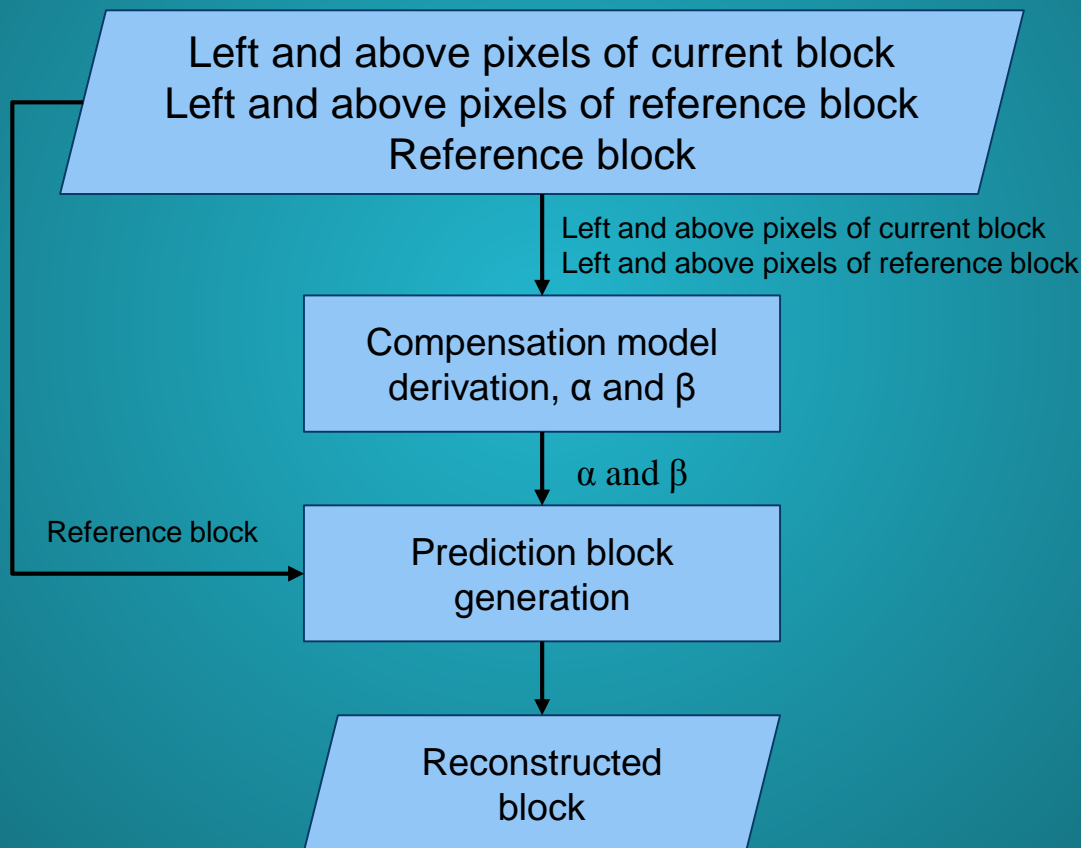 Left and above pixels of current block
Left and above pixels of reference block
Reference block
Left and above pixels of current block
Left and above pixels of reference block
Compensation model
derivation, α and β
α and β
Reference block
Prediction block
generation
Reconstructed
block